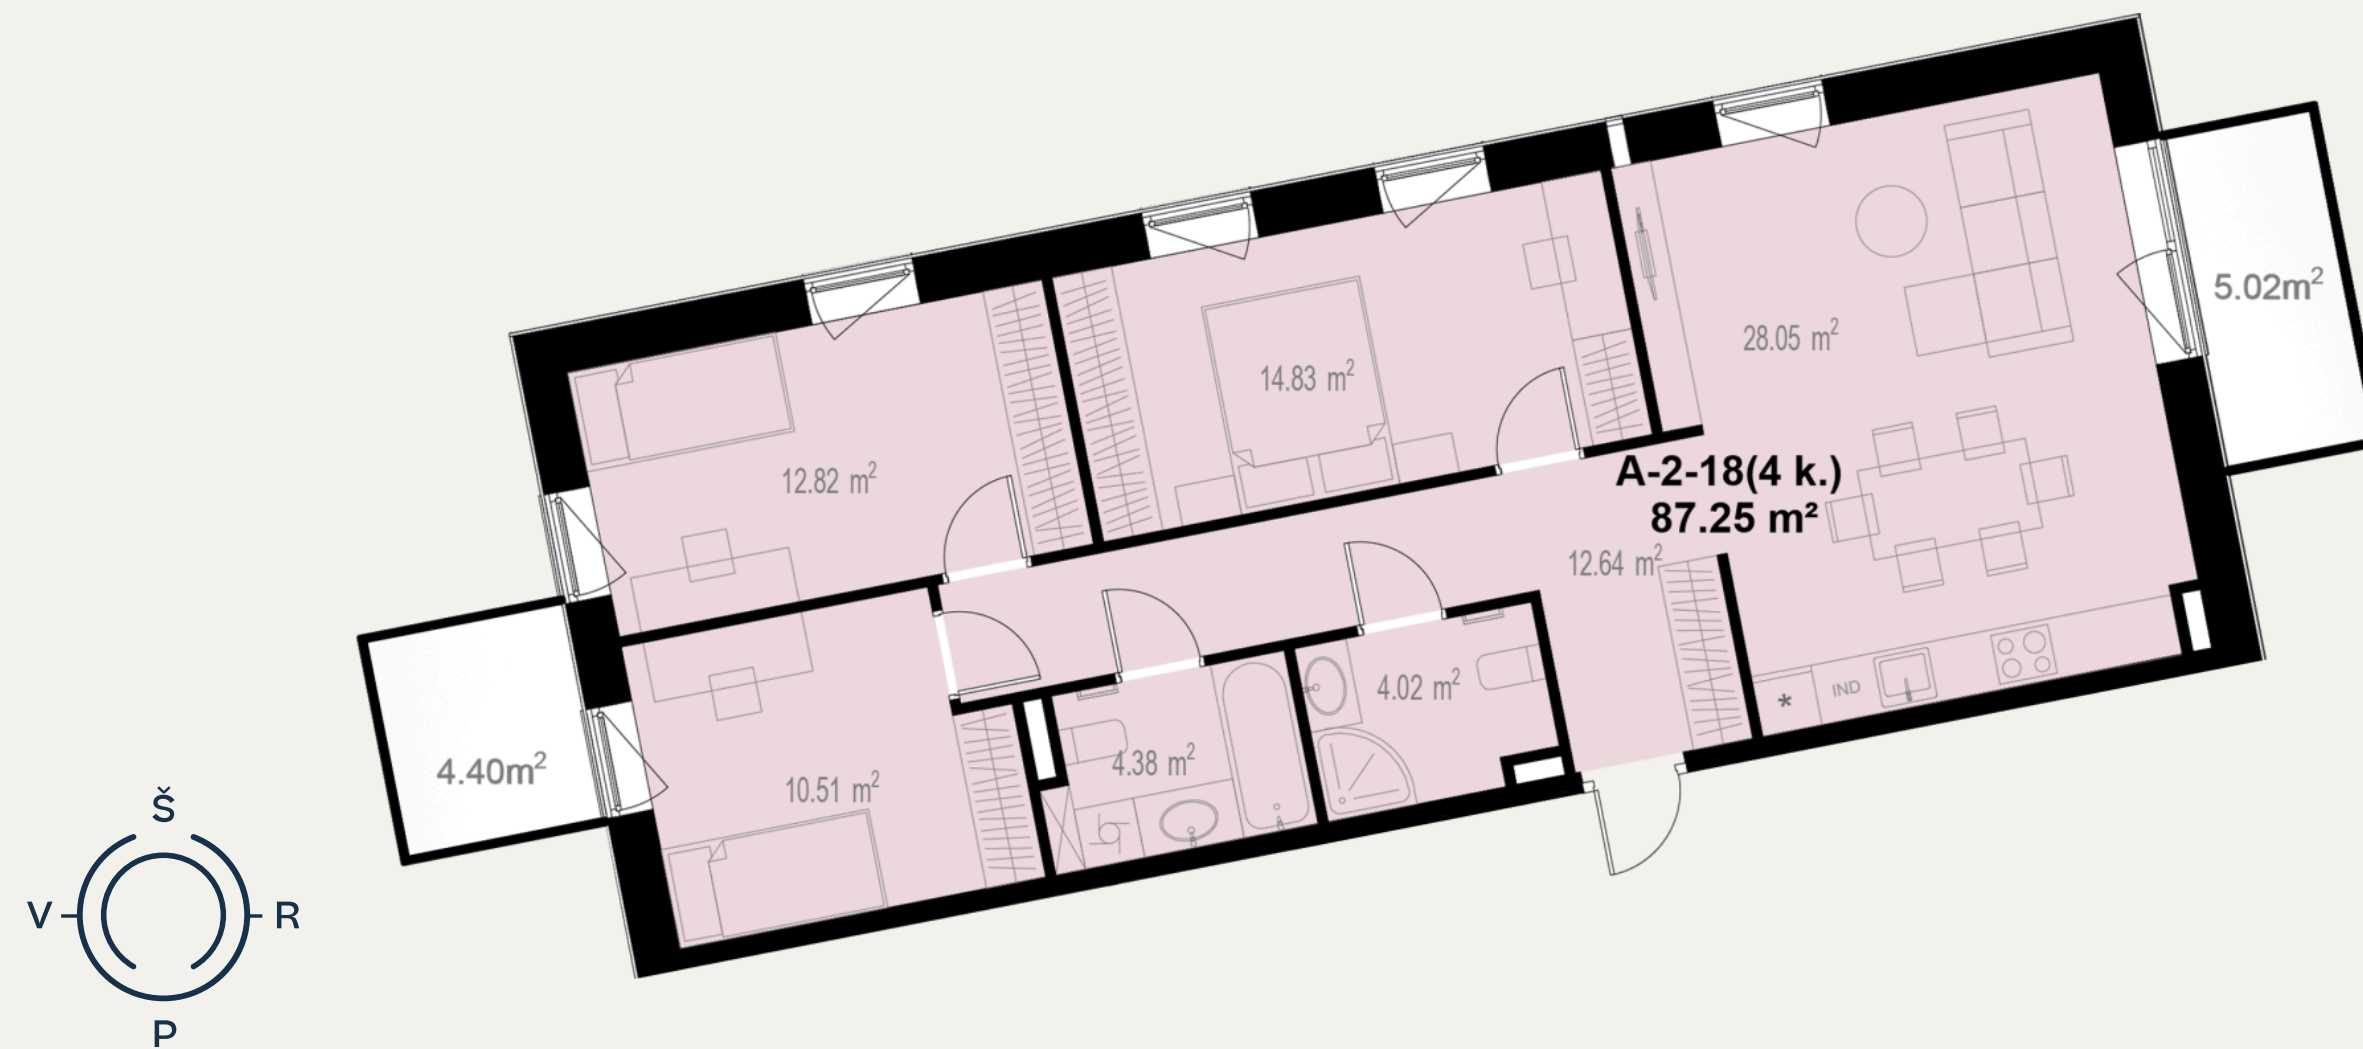 5.02m²
28.05 m²
14.83 m²
12.82 m²
A-2-18(4 k.)
87.25 m²
12.64 m²
4.02 m²
IND
*
4.38 m²
4.40m²
10.51 m²
Š
V
R
P